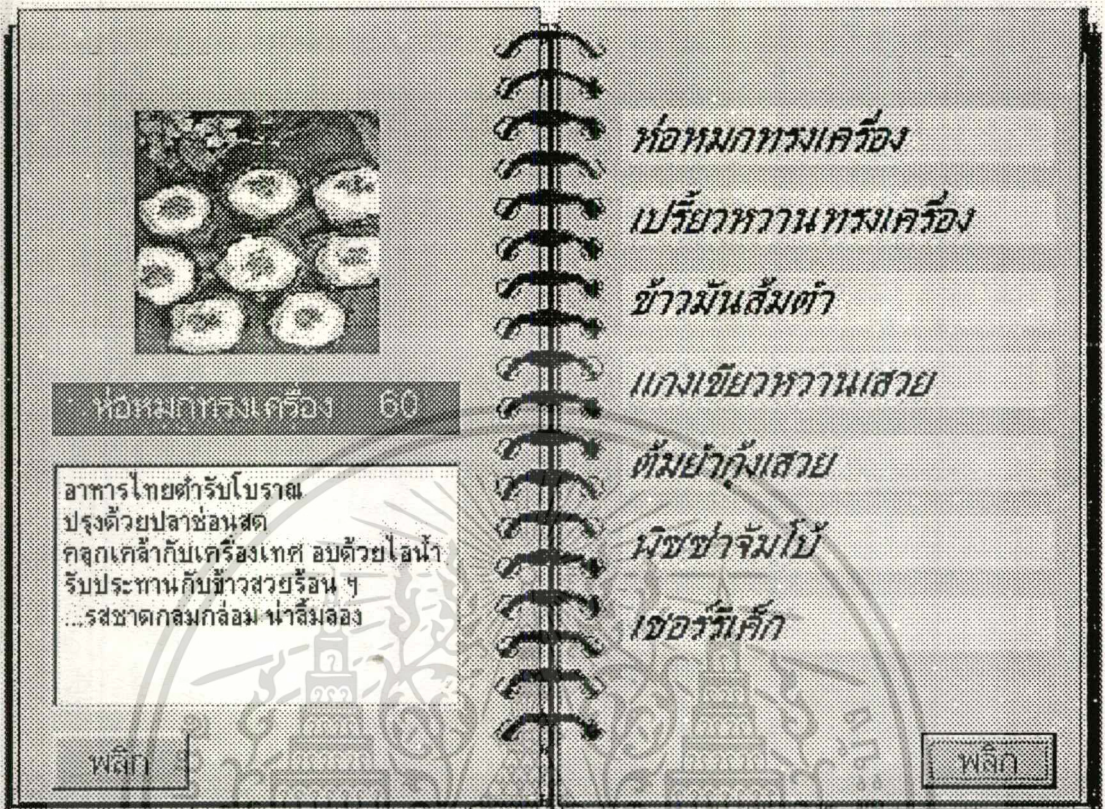 ห่อหมกทรงเครื่อง 60
อาหารไทยตำรับโบราณ
ปรุงด้วยปลาช่อนสด
คลุกเคล้ากับเครื่องเทศ อบด้วยไอน้ำ
รับประทานกับข้าวสวยร้อน ๆ
...รสชาดกลมกล่อม น่าลิ้มลอง
พลิก
ห่อหมกทรงเครื่อง
เปรี้ยวหวานทรงเครื่อง
ข้าวมันส้มตำ
แกงเขียวหวานเสวย
ต้มยำกุ้งเสวย
พิซซ่าจัมโบ้
เชอร์รี่เค็ก
พลิก